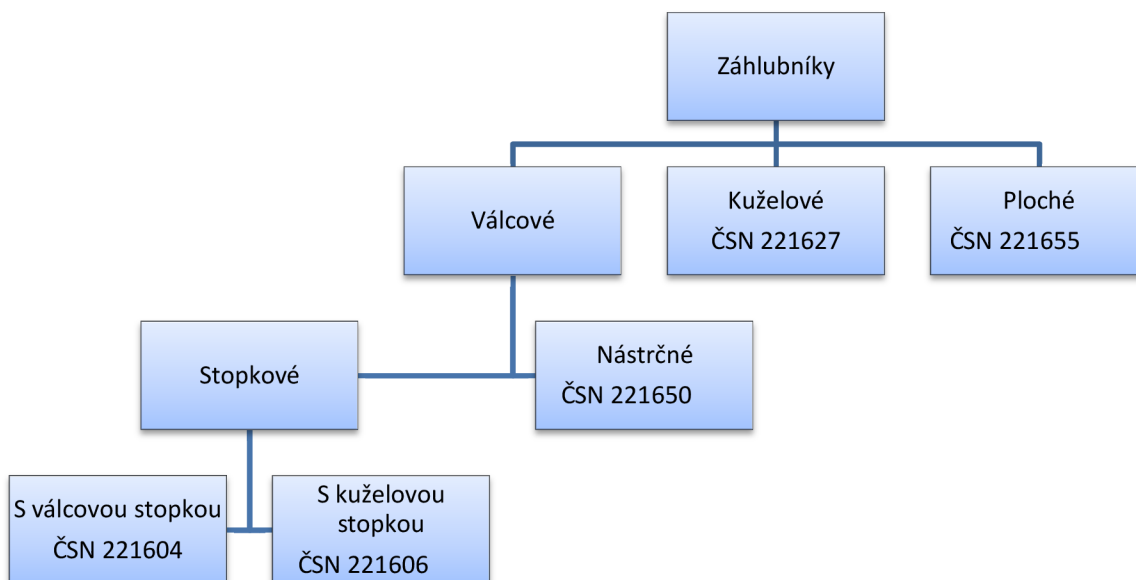 Záhlubníky
Válcové
Kuželové
ČSN 221627
Ploché
ČSN 221655
Stopkové
Nástrčné
ČSN 221650
S válcovou stopkou
ČSN 221604
S kuželovou
stopkou
ČSN 221606